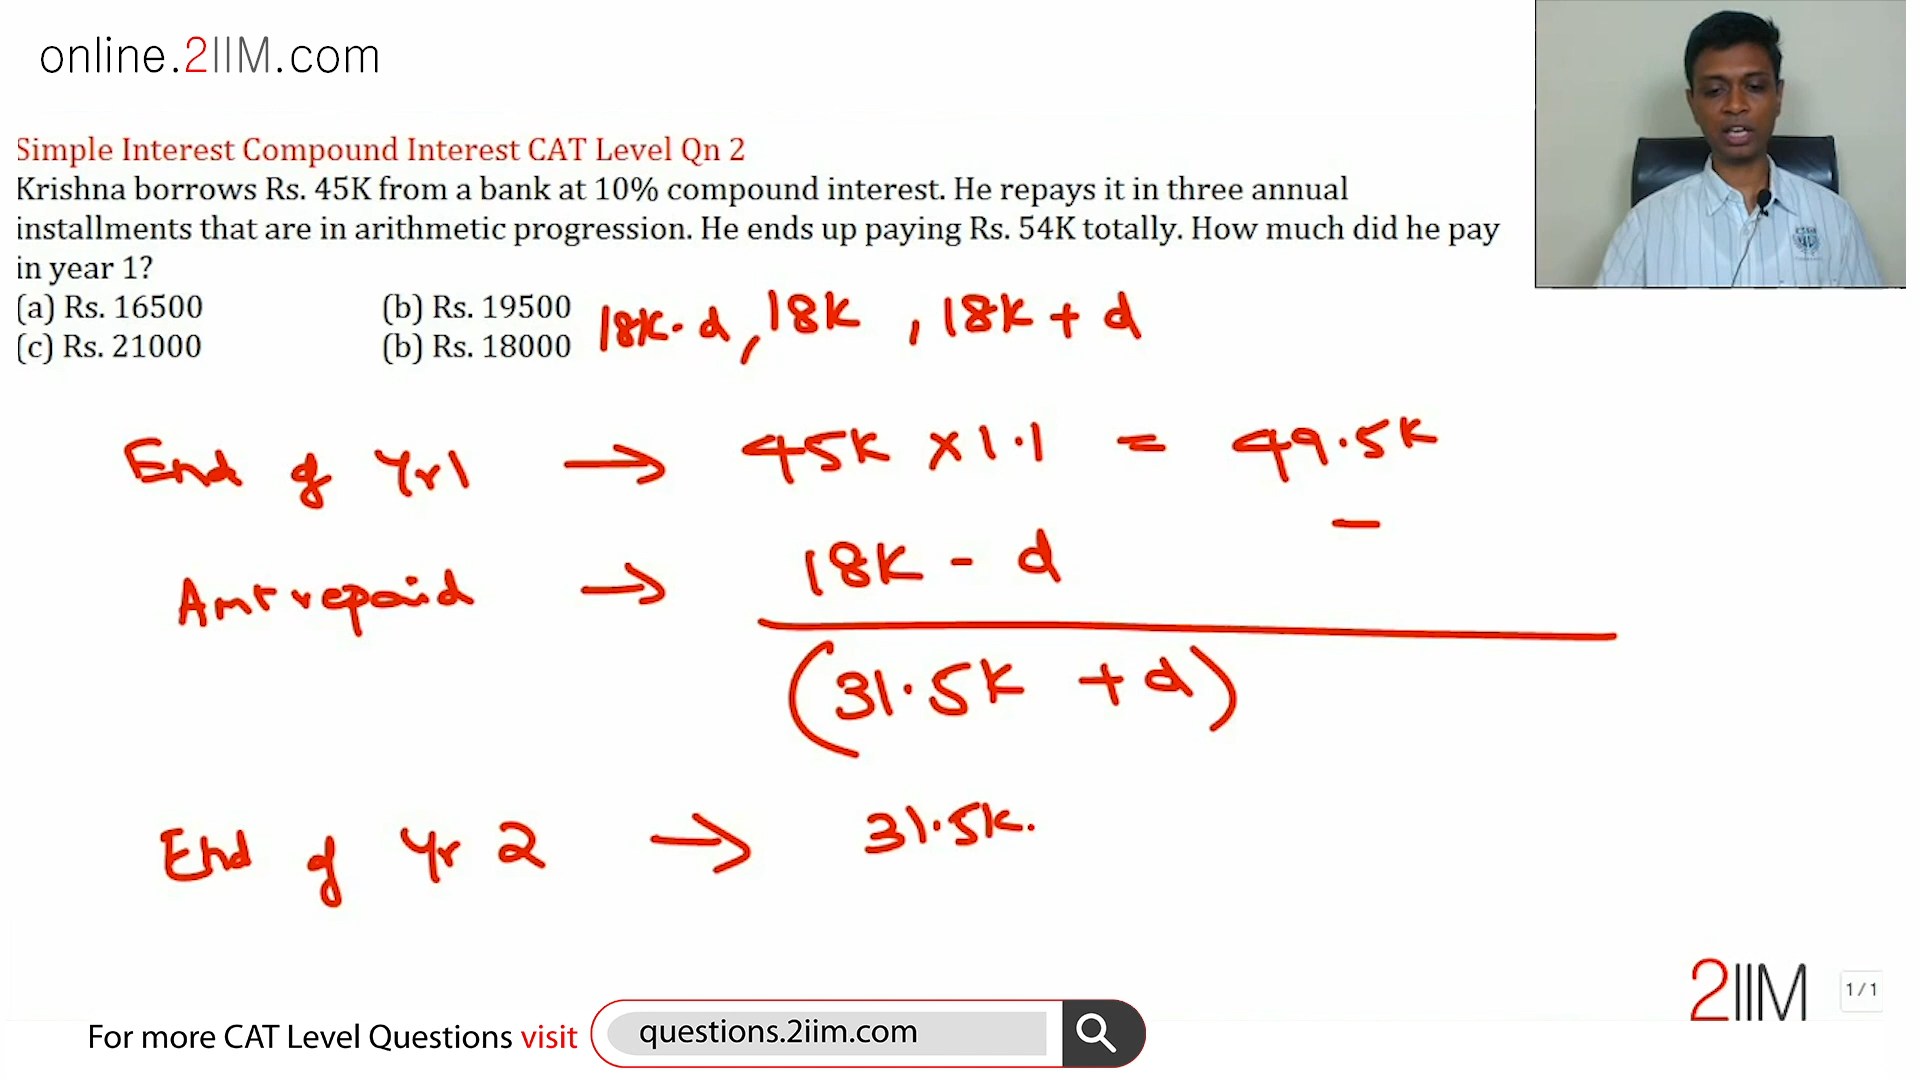 online.2IIM.com
Simple Interest Compound Interest CAT Level Qn 2
Krishna borrows Rs. 45K from a bank at 10% compound interest. He repays it in three annual
installments that are in arithmetic progression. He ends up paying Rs. 54K totally. How much did he pay
in year 1?
(a) Rs. 16500 (b) Rs. 19500
(c) Rs. 21000 (b) Rs. 18000
18K - d, 18K, 18K + d
End of Yr1 → 45K × 1.1 = 49.5K
–
Amt repaid → 18K - d
(31.5K + d)
End of Yr 2 → 31.5K.
2IIM
1 / 1
For more CAT Level Questions visit questions.2iim.com